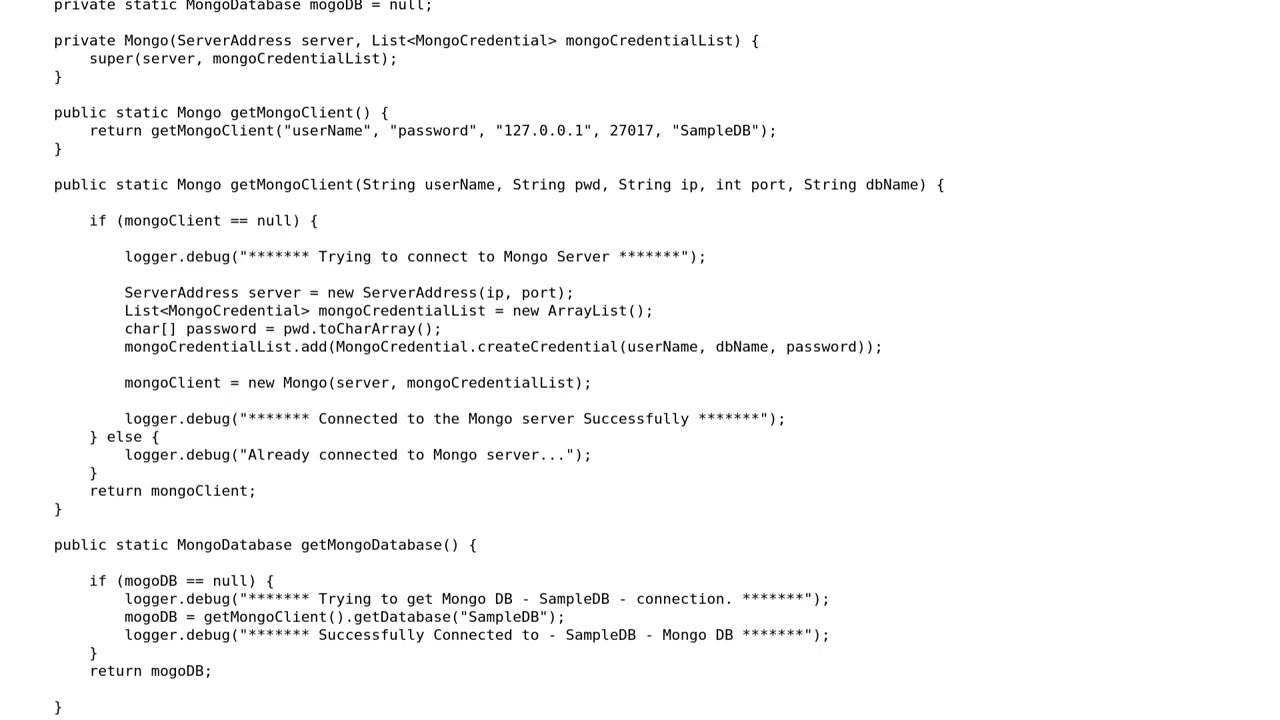 private static MongoDatabase mogoDB = null;
private Mongo(ServerAddress server, List<MongoCredential> mongoCredentialList) {
super(server, mongoCredentialList);
}
public static Mongo getMongoClient() {
return getMongoClient("userName", "password", "127.0.0.1", 27017, "SampleDB");
}
public static Mongo getMongoClient(String userName, String pwd, String ip, int port, String dbName) {
if (mongoClient == null) {
logger.debug("******* Trying to connect to Mongo Server *******");
ServerAddress server = new ServerAddress(ip, port);
List<MongoCredential> mongoCredentialList = new ArrayList();
char[] password = pwd.toCharArray();
mongoCredentialList.add(MongoCredential.createCredential(userName, dbName, password));
mongoClient = new Mongo(server, mongoCredentialList);
logger.debug("******* Connected to the Mongo server Successfully *******");
} else {
logger.debug("Already connected to Mongo server...");
}
return mongoClient;
}
public static MongoDatabase getMongoDatabase() {
if (mogoDB == null) {
logger.debug("******* Trying to get Mongo DB - SampleDB - connection. *******");
mogoDB = getMongoClient().getDatabase("SampleDB");
logger.debug("******* Successfully Connected to - SampleDB - Mongo DB *******");
}
return mogoDB;
}